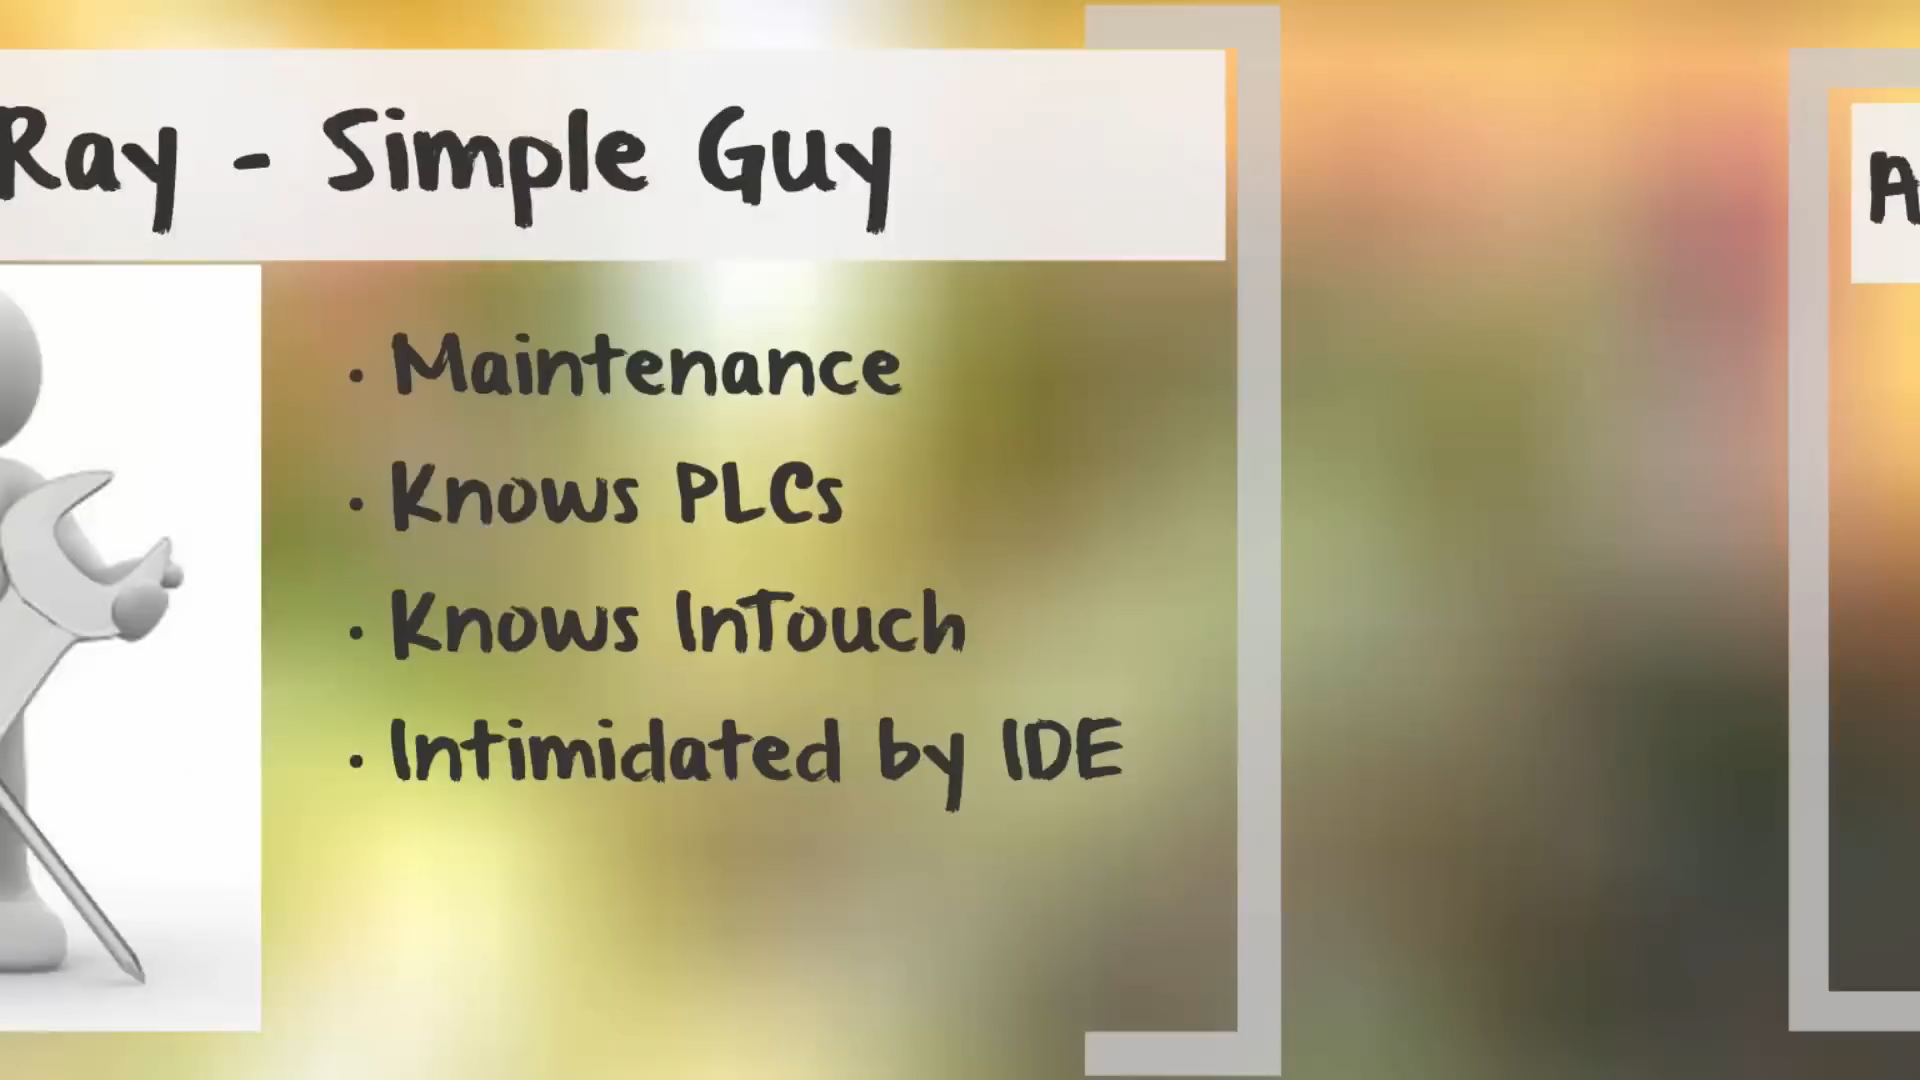 Ray - Simple Guy
• Maintenance
• Knows PLCs
• Knows InTouch
• Intimidated by IDE
A